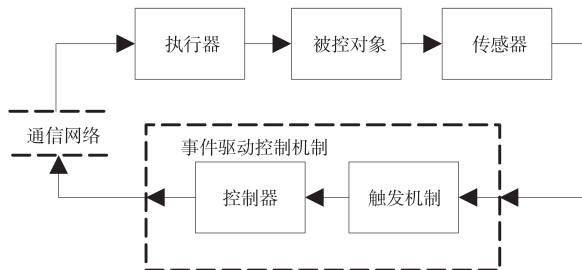 执行器
被控对象
传感器
通信网络
事件驱动控制机制
控制器
触发机制